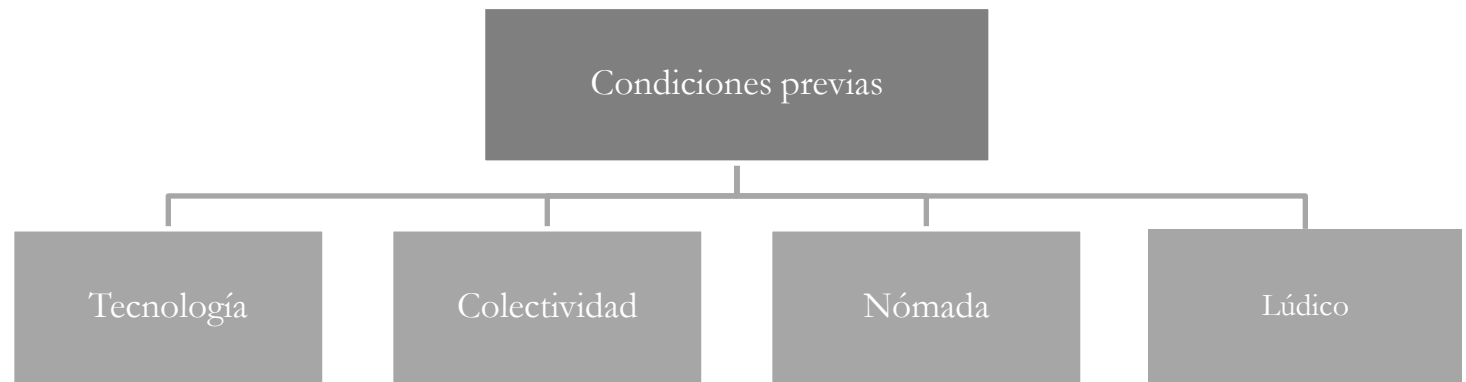 Condiciones previas
Tecnología
Colectividad
Nómada
Lúdico